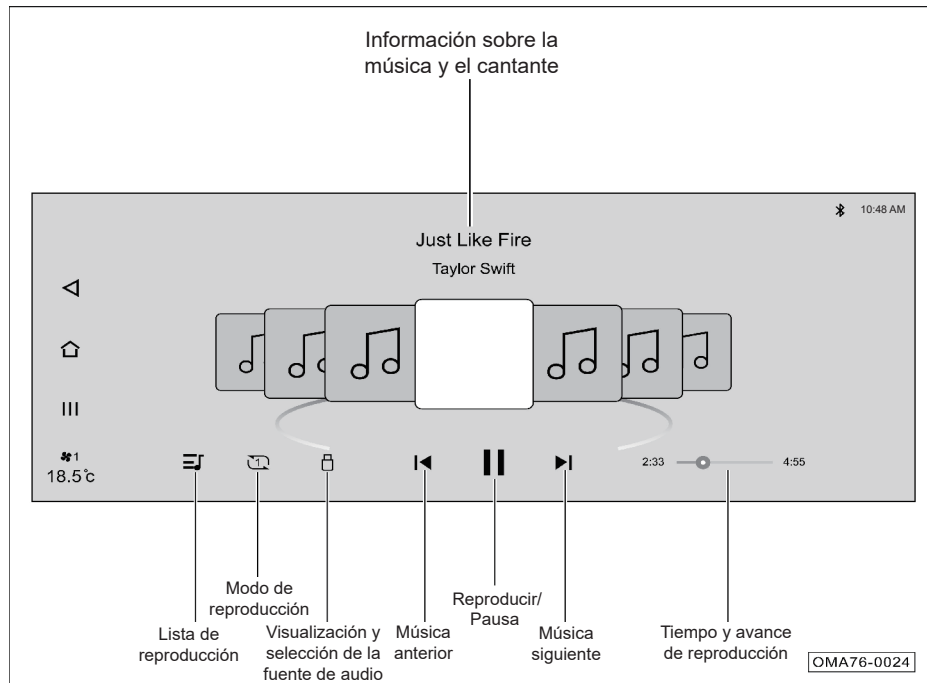 Información sobre la
música y el cantante
10:48 AM
Just Like Fire
Taylor Swift
1
1
18.5°c
2:33
4:55
Modo de
reproducción
Reproducir/
Pausa
Lista de
reproducción
Visualización y
selección de la
fuente de audio
Música
anterior
Música
siguiente
Tiempo y avance
de reproducción
OMA76-0024